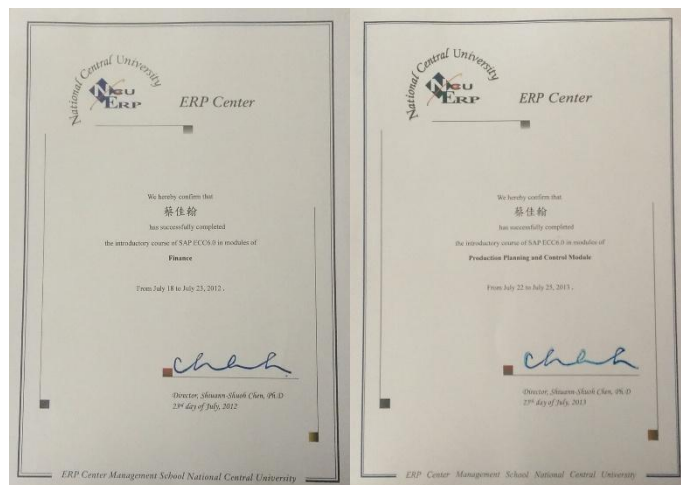 National Central University
NCU
ERP
ERP Center
We hereby confirm that
蔡佳翰
has successfully completed
the introductory course of SAP ECC6.0 in modules of
Finance
From July 18 to July 23, 2012 .
Director, Shiuann-Shuoh Chen, Ph.D
23rd day of July, 2012
ERP Center Management School National Central University
National Central University
NCU
ERP
ERP Center
We hereby confirm that
蔡佳翰
has successfully completed
the introductory course of SAP ECC6.0 in modules of
Production Planning and Control Module
From July 22 to July 23, 2013 .
Director, Shiuann-Shuoh Chen, Ph.D
23rd day of July, 2013
ERP Center Management School National Central University